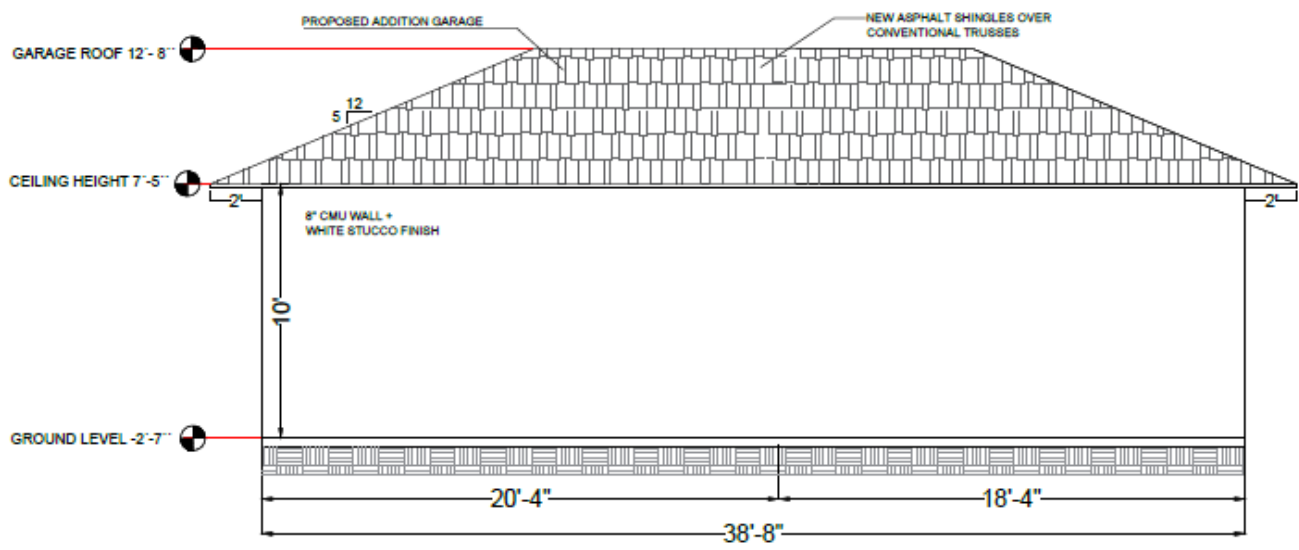 PROPOSED ADDITION GARAGE
NEW ASPHALT SHINGLES OVER
CONVENTIONAL TRUSSES
GARAGE ROOF 12'- 8''
12
5
CEILING HEIGHT 7'-5''
2'
2'
8" CMU WALL +
WHITE STUCCO FINISH
10'
GROUND LEVEL -2'-7''
20'-4"
18'-4"
38'-8"